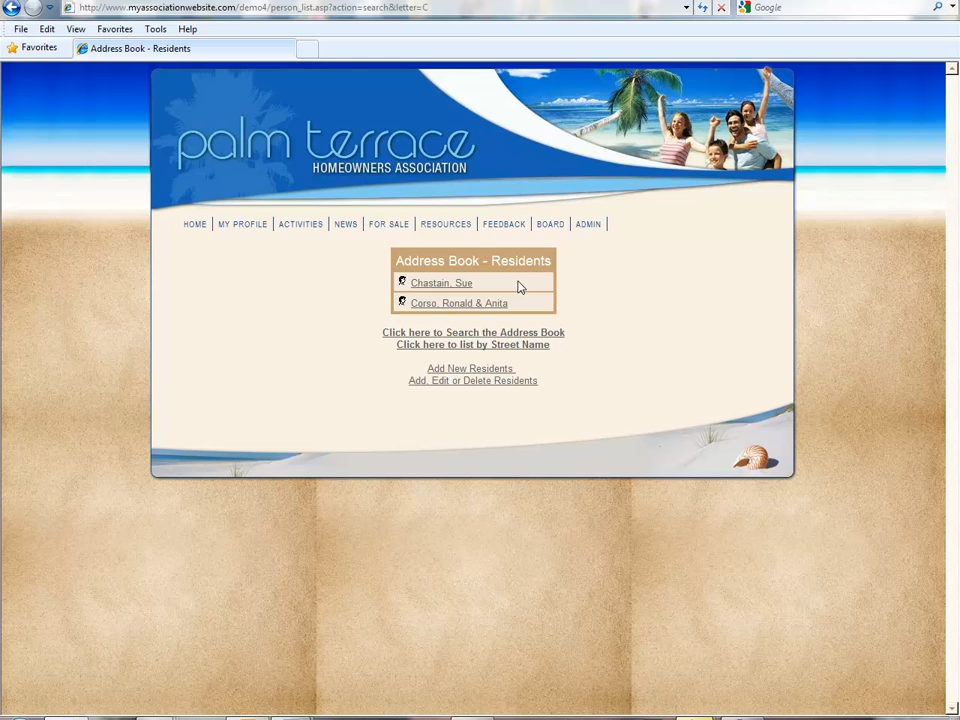 http://www.myassociationwebsite.com/demo4/person_list.asp?action=search&letter=C
Google
File Edit View Favorites Tools Help
Favorites
Address Book - Residents
palm terrace
HOMEOWNERS ASSOCIATION
HOME MY PROFILE ACTIVITIES NEWS FOR SALE RESOURCES FEEDBACK BOARD ADMIN
Address Book - Residents
Chastain, Sue
Corso, Ronald & Anita
Click here to Search the Address Book
Click here to list by Street Name
Add New Residents
Add, Edit or Delete Residents